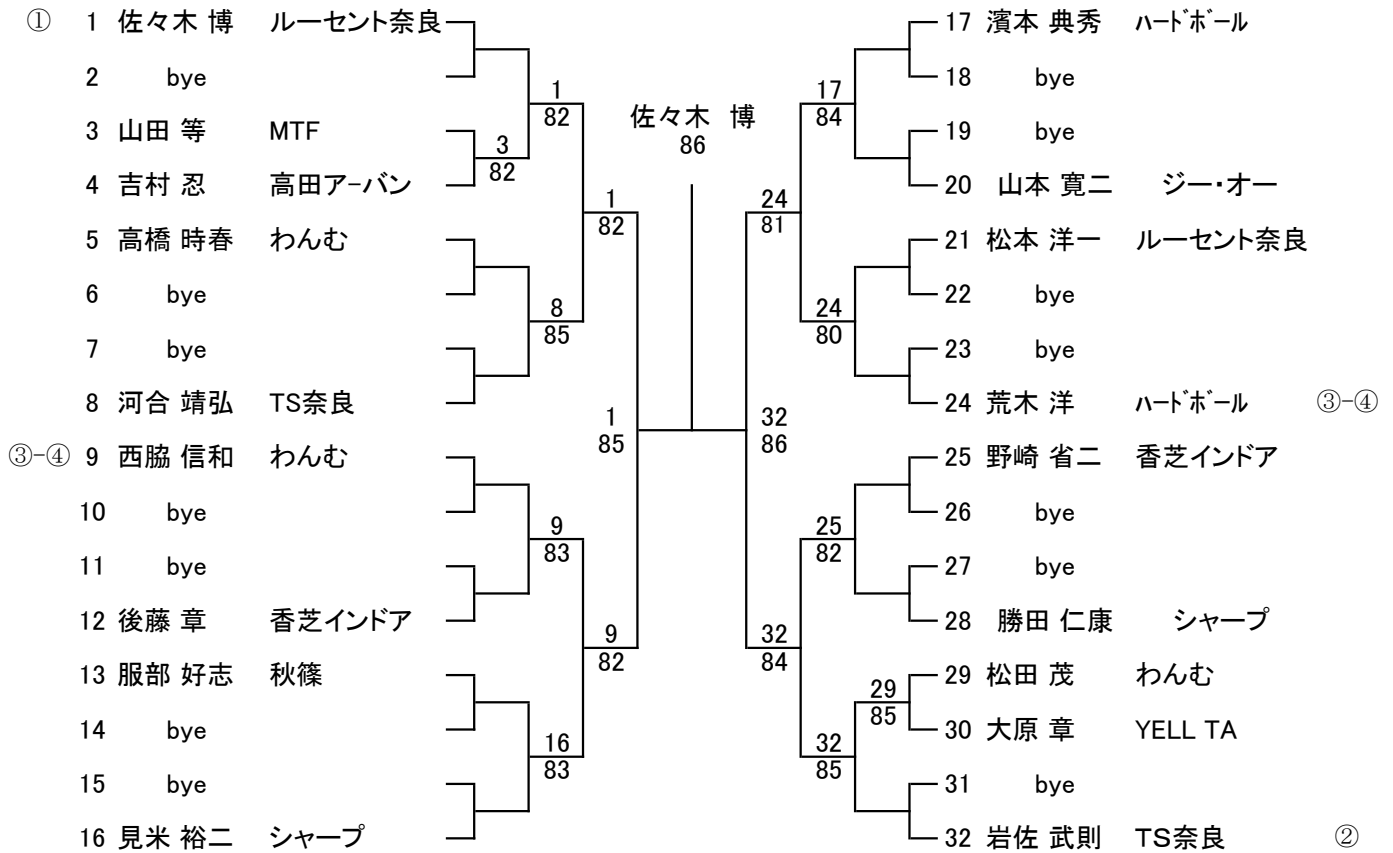 ① 1 佐々木 博 ルーセント奈良
2 bye
3 山田 等 MTF
4 吉村 忍 高田ア-バン
5 高橋 時春 わんむ
6 bye
7 bye
8 河合 靖弘 TS奈良
③-④ 9 西脇 信和 わんむ
10 bye
11 bye
12 後藤 章 香芝インドア
13 服部 好志 秋篠
14 bye
15 bye
16 見米 裕二 シャープ
3
82
1
82
8
85
9
83
16
83
1
82
9
82
1
85
佐々木 博
86
32
86
24
81
32
84
17
84
24
80
25
82
32
85
29
85
17 濱本 典秀 ハードボール
18 bye
19 bye
20 山本 寛二 ジー・オー
21 松本 洋一 ルーセント奈良
22 bye
23 bye
24 荒木 洋 ハードボール ③-④
25 野崎 省二 香芝インドア
26 bye
27 bye
28 勝田 仁康 シャープ
29 松田 茂 わんむ
30 大原 章 YELL TA
31 bye
32 岩佐 武則 TS奈良 ②